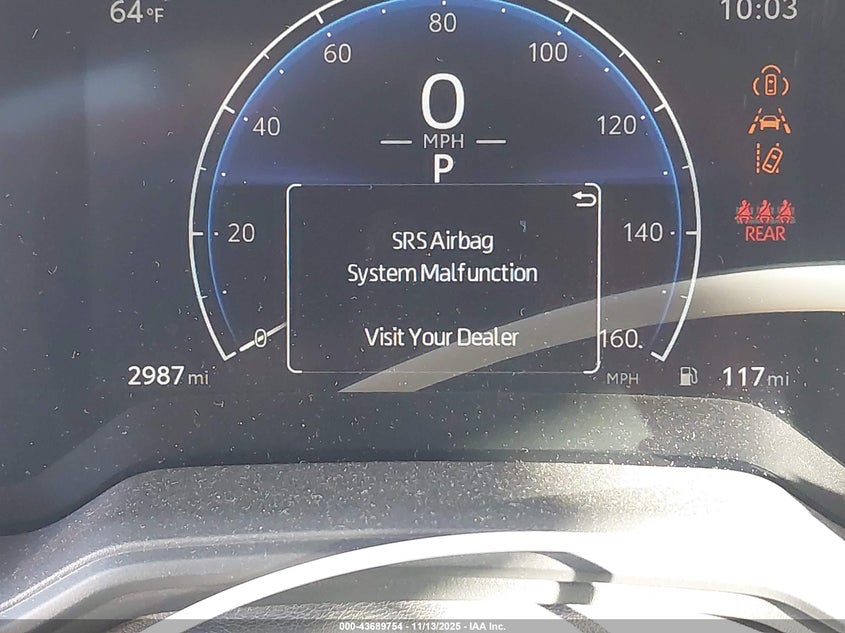 64°F
10:03
80
60
100
0
40
120
MPH
P
SRS Airbag
20
140
System Malfunction
REAR
Visit Your Dealer
0
160
2987 mi
MPH
117 mi
000-43689754 - 11/13/2025 - IAA Inc.